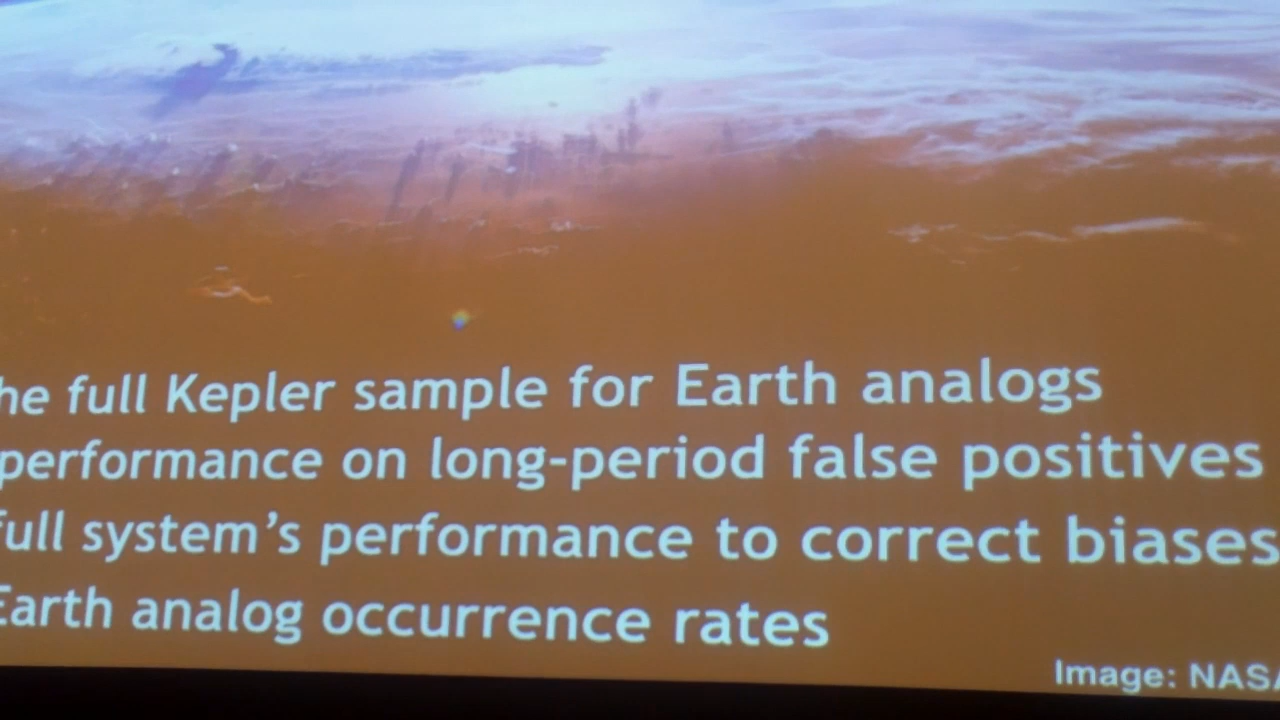 he full Kepler sample for Earth analogs
performance on long-period false positives
full system's performance to correct biases
Earth analog occurrence rates
Image: NASA